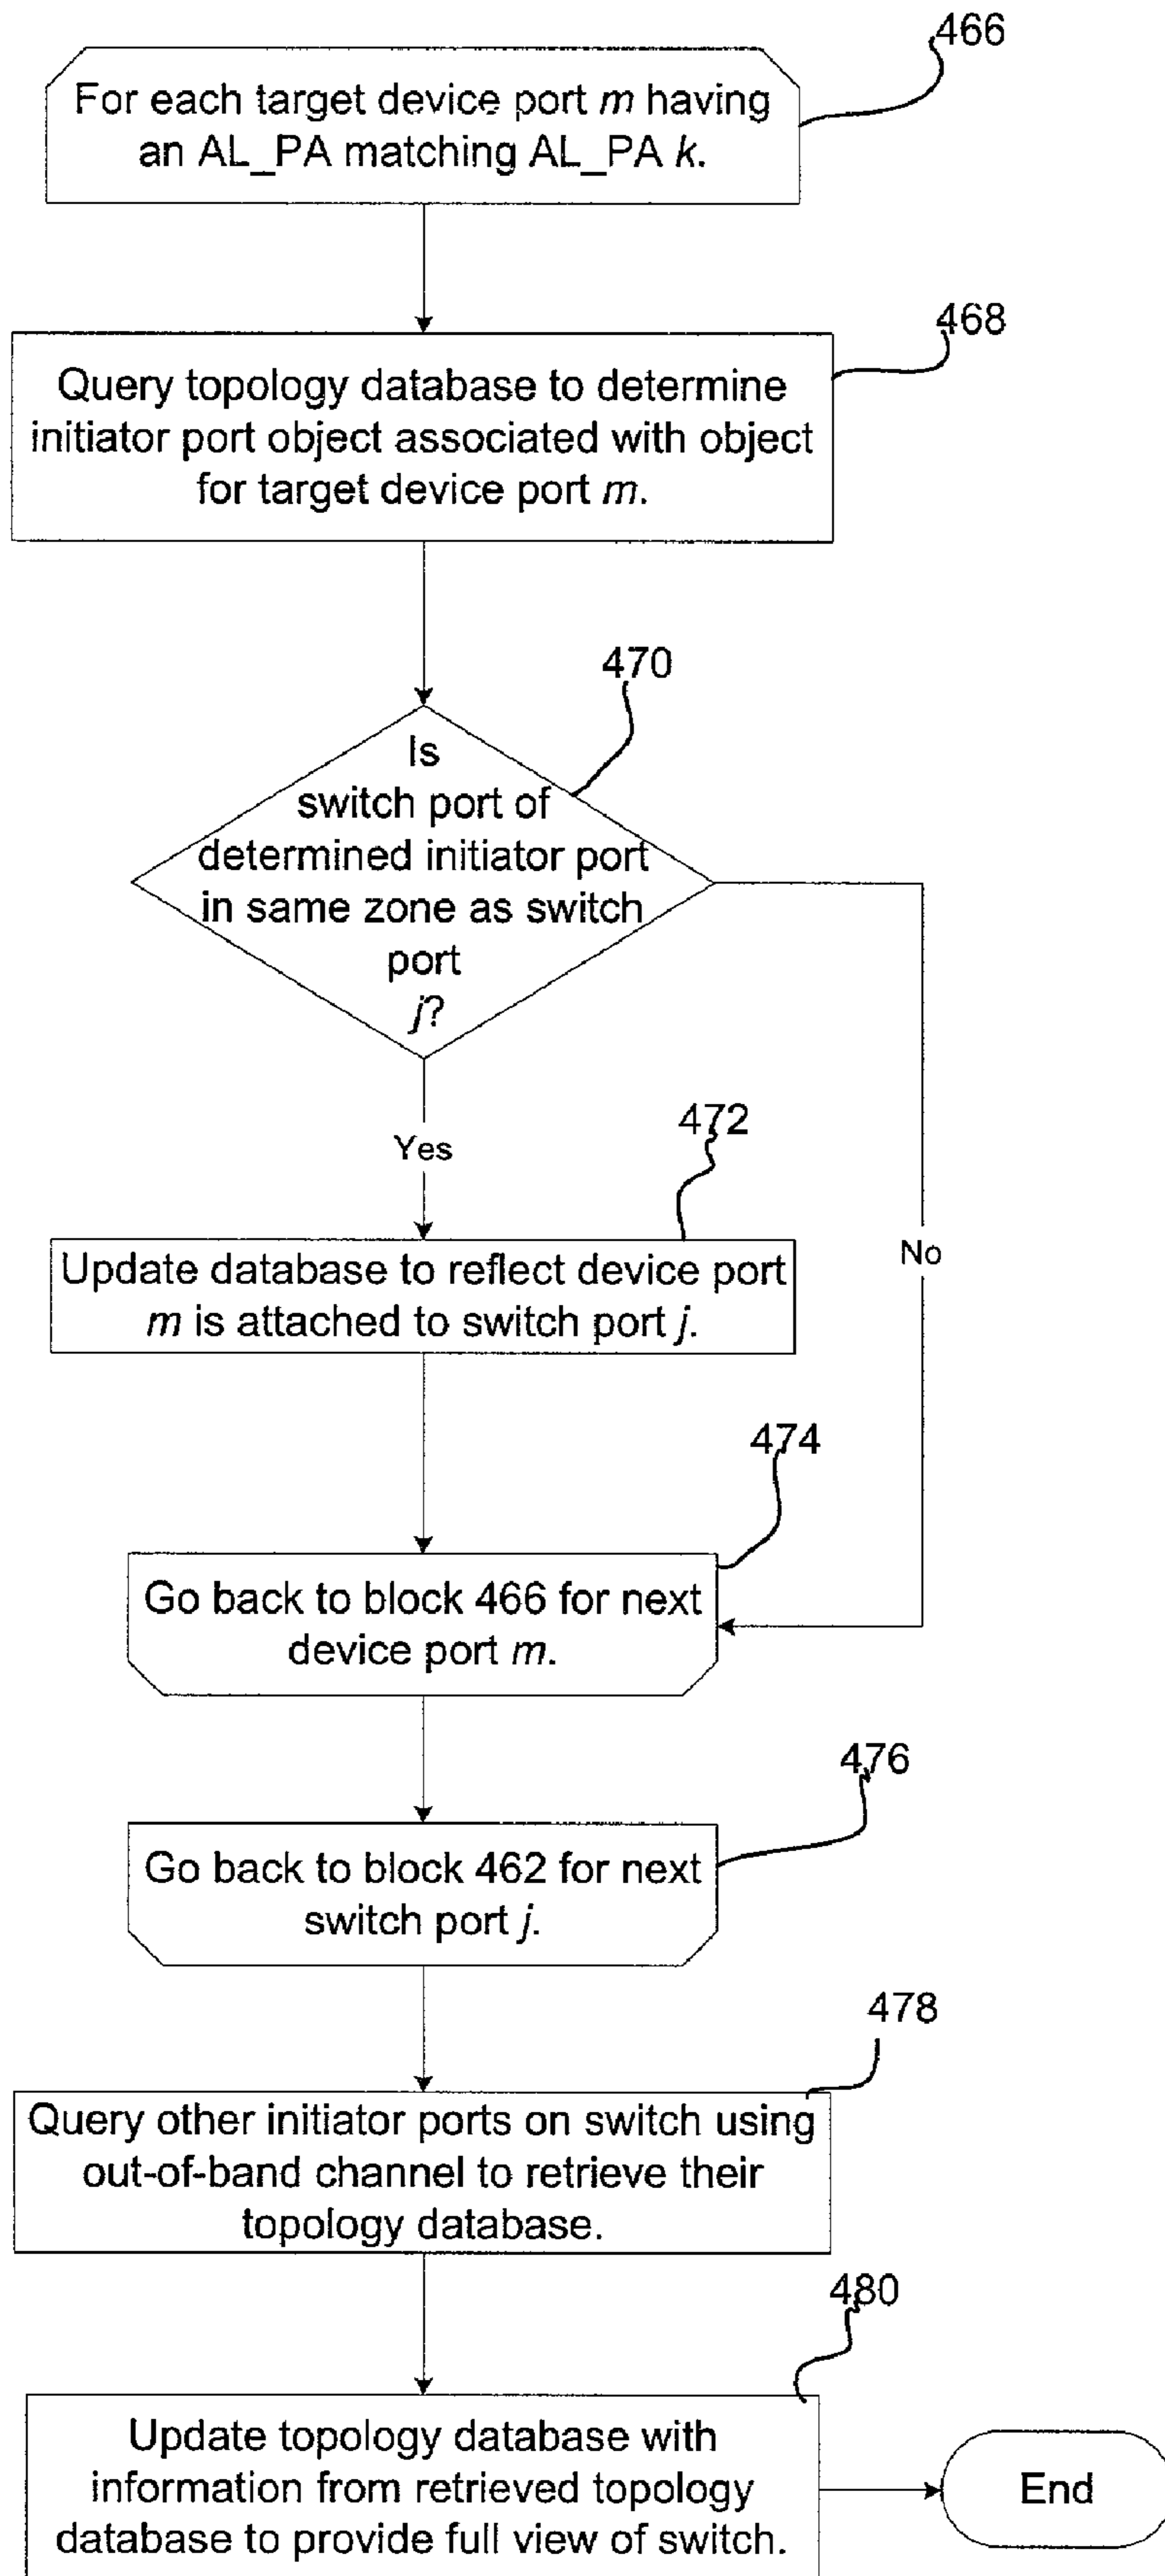 466
For each target device port m having
an AL_PA matching AL_PA k.
468
Query topology database to determine
initiator port object associated with object
for target device port m.
470
Is
switch port of
determined initiator port
in same zone as switch
port
j?
Yes
No
472
Update database to reflect device port
m is attached to switch port j.
474
Go back to block 466 for next
device port m.
476
Go back to block 462 for next
switch port j.
478
Query other initiator ports on switch using
out-of-band channel to retrieve their
topology database.
480
Update topology database with
information from retrieved topology
database to provide full view of switch.
End